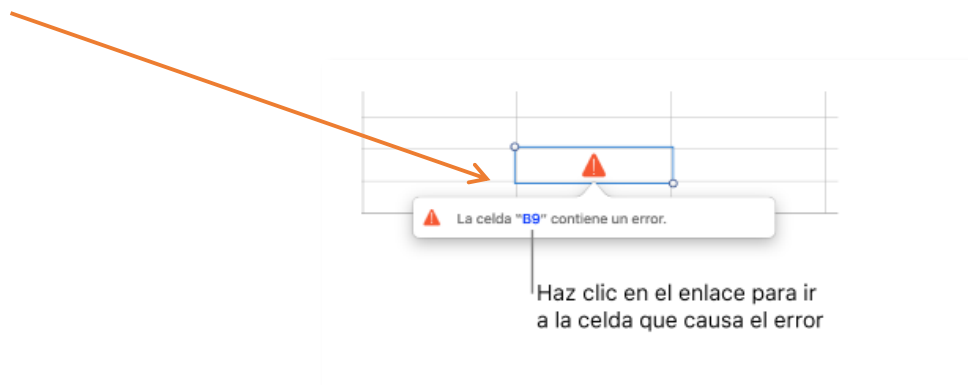 La celda "B9" contiene un error.
Haz clic en el enlace para ir
a la celda que causa el error